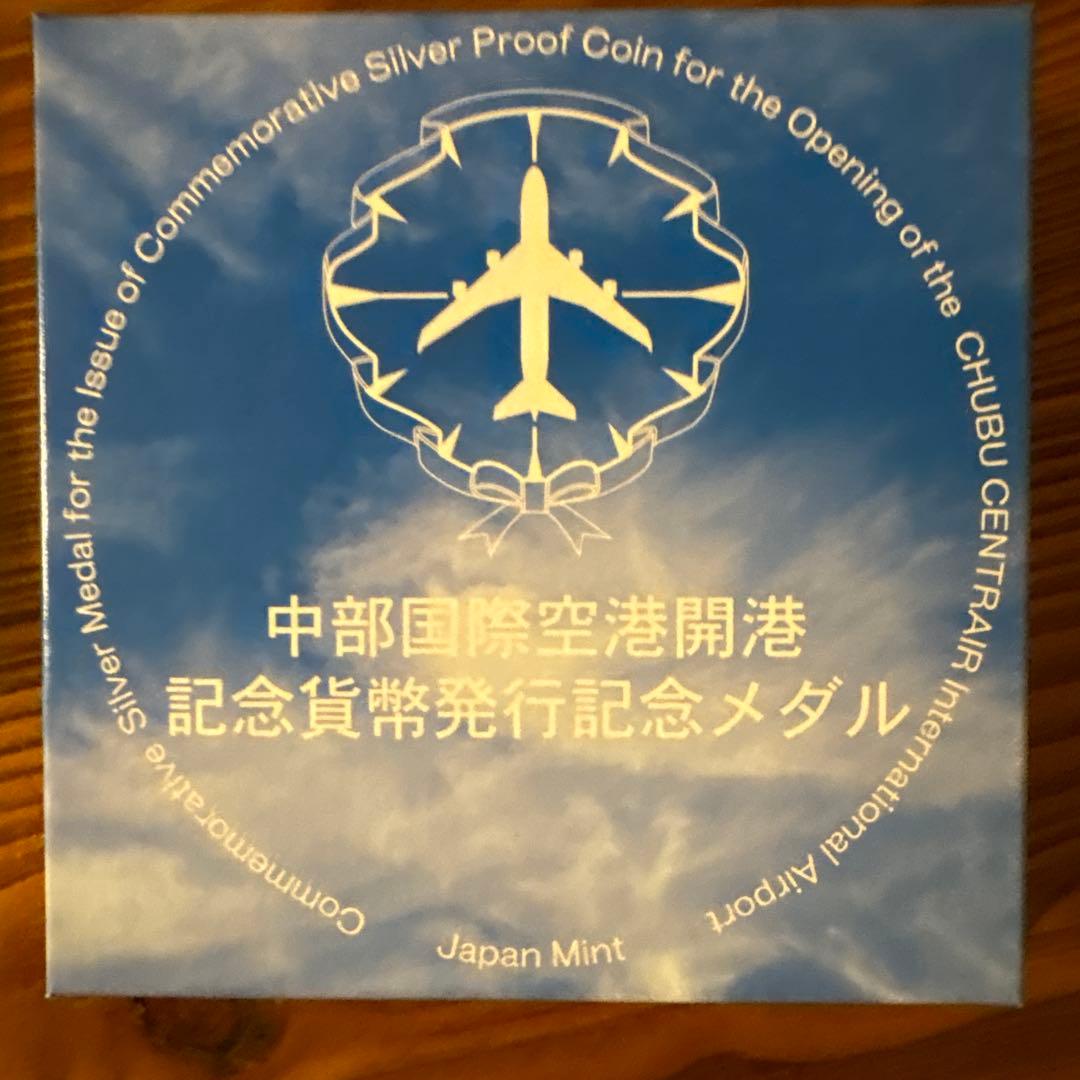 Commemorative Silver Medal for the Issue of Commemorative Silver Proof Coin for the Opening of the CHUBU CENTRAIR International Airport
中部国際空港開港
記念貨幣発行記念メダル
Japan Mint